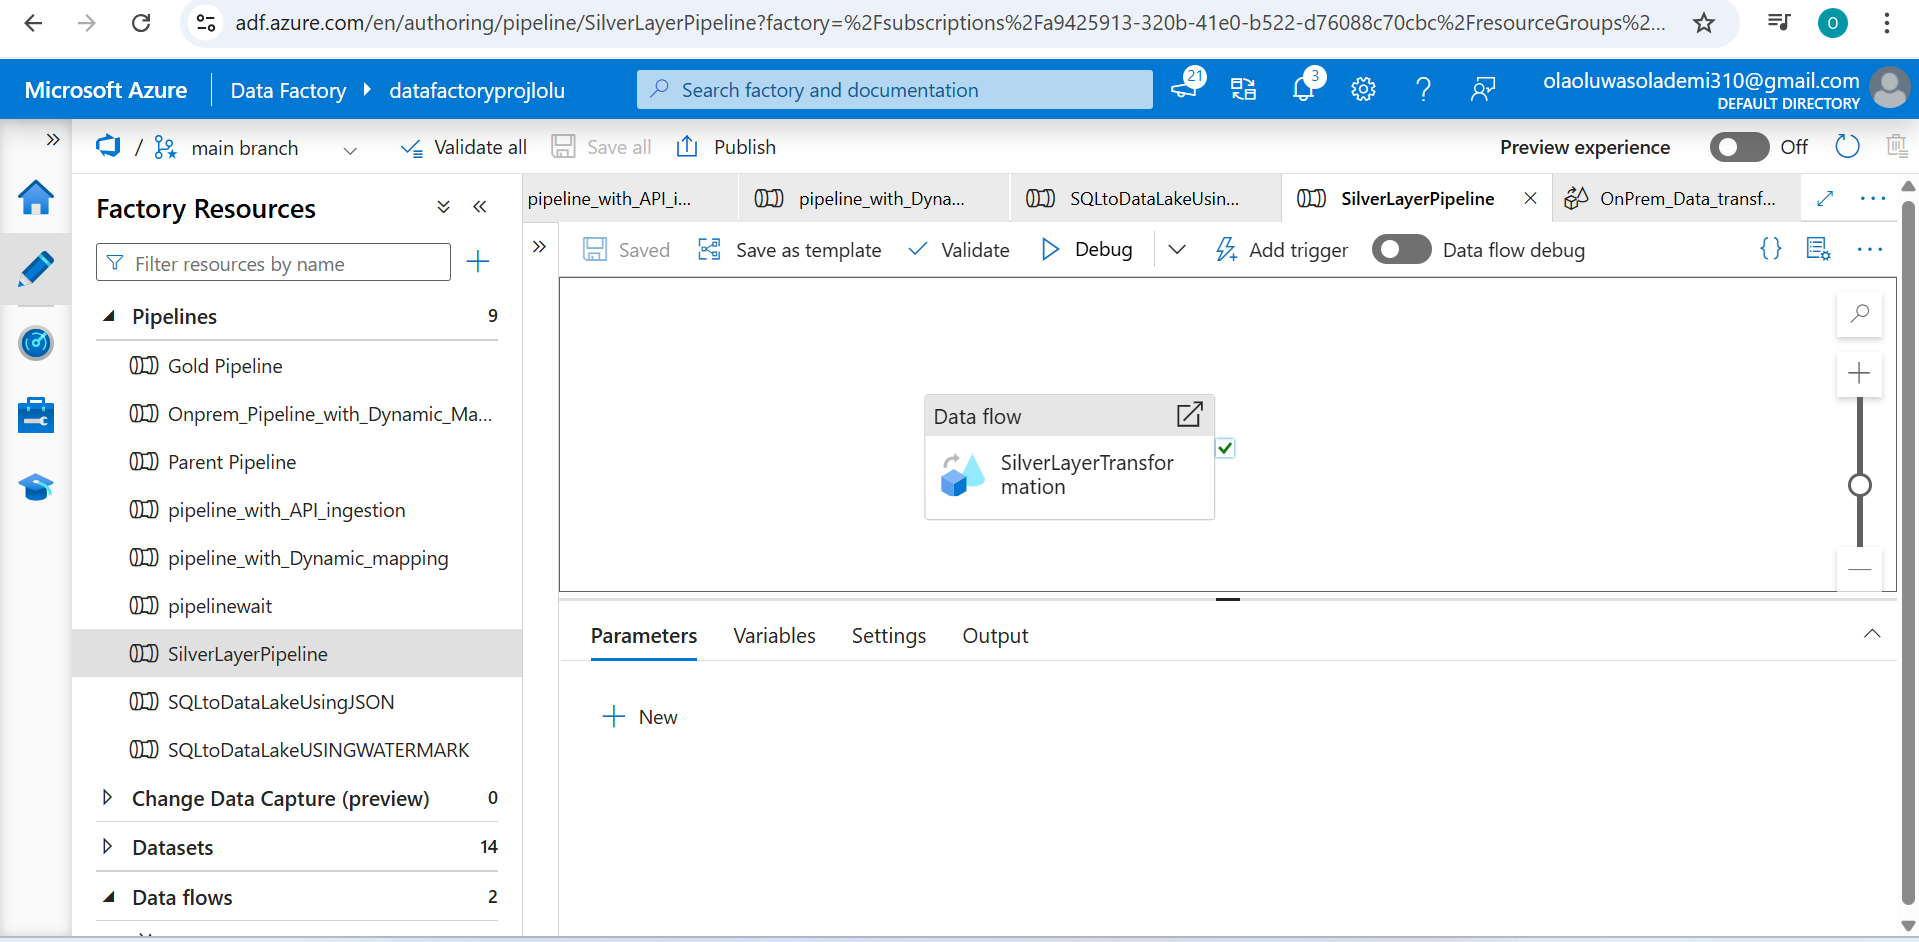 adf.azure.com/en/authoring/pipeline/SilverLayerPipeline?factory=%2Fsubscriptions%2Fa9425913-320b-41e0-b522-d76088c70cbc%2FresourceGroups%2...
O
Microsoft Azure
Data Factory
datafactoryprojlolu
Search factory and documentation
21
3
olaoluwasolademi310@gmail.com
DEFAULT DIRECTORY
/
main branch
Validate all
Save all
Publish
Preview experience
Off
Factory Resources
Filter resources by name
Pipelines
9
Gold Pipeline
Onprem_Pipeline_with_Dynamic_Ma...
Parent Pipeline
pipeline_with_API_ingestion
pipeline_with_Dynamic_mapping
pipelinewait
SilverLayerPipeline
SQLtoDataLakeUsingJSON
SQLtoDataLakeUSINGWATERMARK
Change Data Capture (preview)
0
Datasets
14
Data flows
2
pipeline_with_API_i...
pipeline_with_Dyna...
SQLtoDataLakeUsin...
SilverLayerPipeline
OnPrem_Data_transf...
Saved
Save as template
Validate
Debug
Add trigger
Data flow debug
Data flow
SilverLayerTransfor
mation
Parameters
Variables
Settings
Output
New